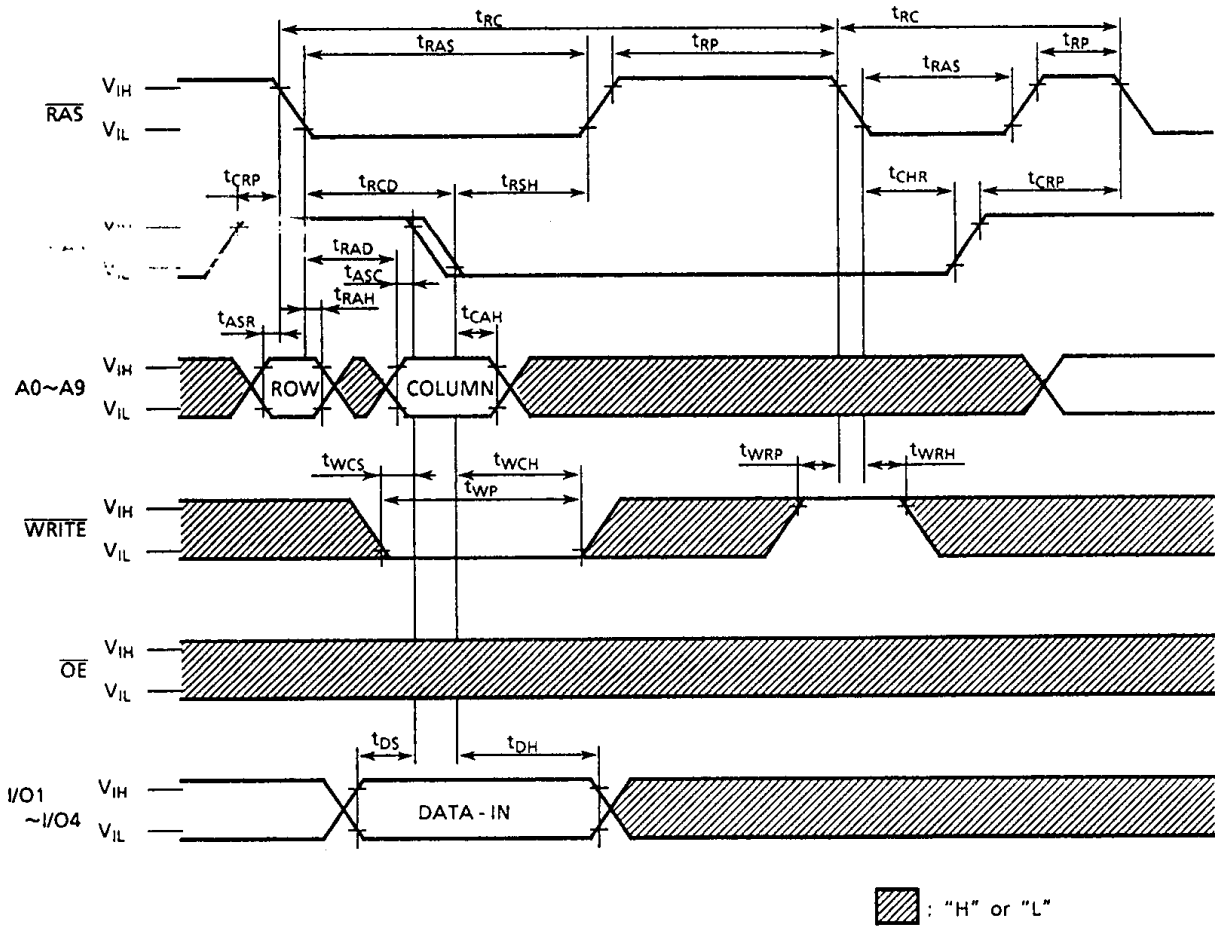 tRC tRC
tRAS tRP tRAS tRP
RAS VIH
VIL
tCRP tRCD tRSH tCHR tCRP
VIL
tRAD
tASC
tRAH
tASR tCAH
A0~A9 VIH
VIL
ROW COLUMN
tWCS tWCH tWRP tWRH
tWP
WRITE VIH
VIL
OE VIH
VIL
tDS tDH
I/O1 VIH
~I/O4 VIL
DATA - IN
: "H" or "L"